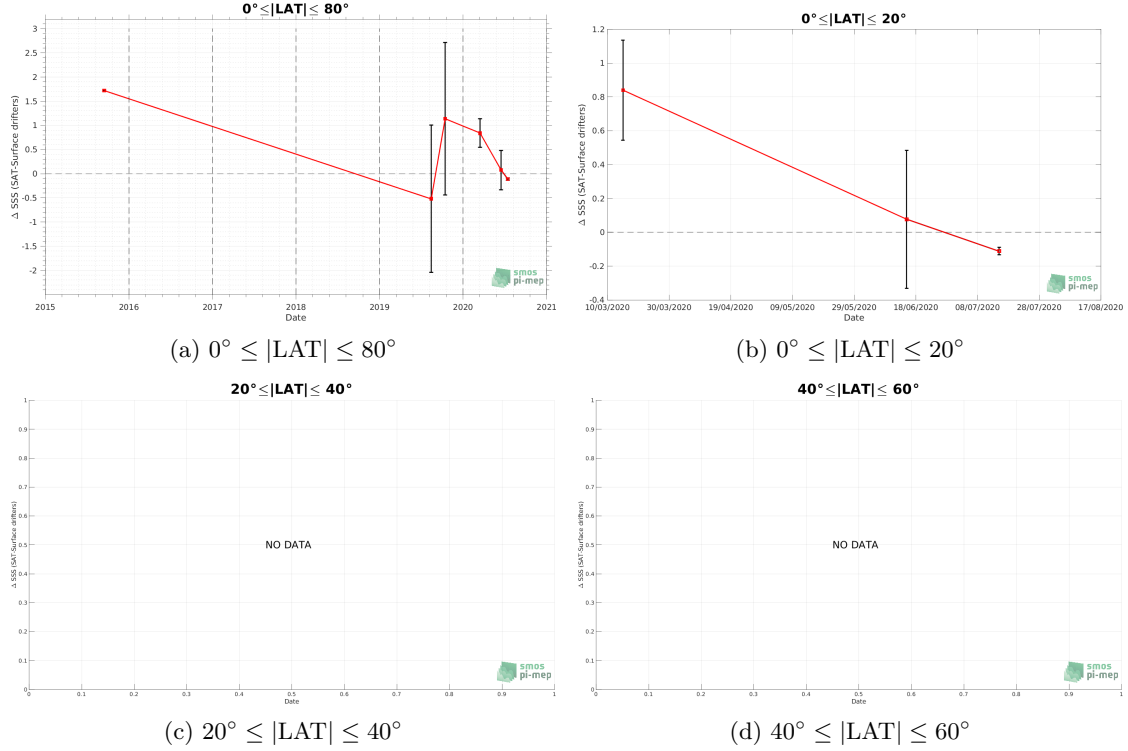 0°≤|LAT|≤ 80°
3
2.5
2
1.5
1
0.5
0
-0.5
-1
-1.5
-2
Δ SSS (SAT-Surface drifters)
2015 2016 2017 2018 2019 2020 2021
Date
smos
pi-mep
(a) 0° ≤ |LAT| ≤ 80°
0°≤|LAT|≤ 20°
1.2
1
0.8
0.6
0.4
0.2
0
-0.2
-0.4
Δ SSS (SAT-Surface drifters)
10/03/2020 30/03/2020 19/04/2020 09/05/2020 29/05/2020 18/06/2020 08/07/2020 28/07/2020 17/08/2020
Date
smos
pi-mep
(b) 0° ≤ |LAT| ≤ 20°
20°≤|LAT|≤ 40°
1
0.9
0.8
0.7
0.6
0.5
0.4
0.3
0.2
0.1
0
Δ SSS (SAT-Surface drifters)
NO DATA
0 0.1 0.2 0.3 0.4 0.5 0.6 0.7 0.8 0.9 1
Date
smos
pi-mep
(c) 20° ≤ |LAT| ≤ 40°
40°≤|LAT|≤ 60°
1
0.9
0.8
0.7
0.6
0.5
0.4
0.3
0.2
0.1
0
Δ SSS (SAT-Surface drifters)
NO DATA
0 0.1 0.2 0.3 0.4 0.5 0.6 0.7 0.8 0.9 1
Date
smos
pi-mep
(d) 40° ≤ |LAT| ≤ 60°